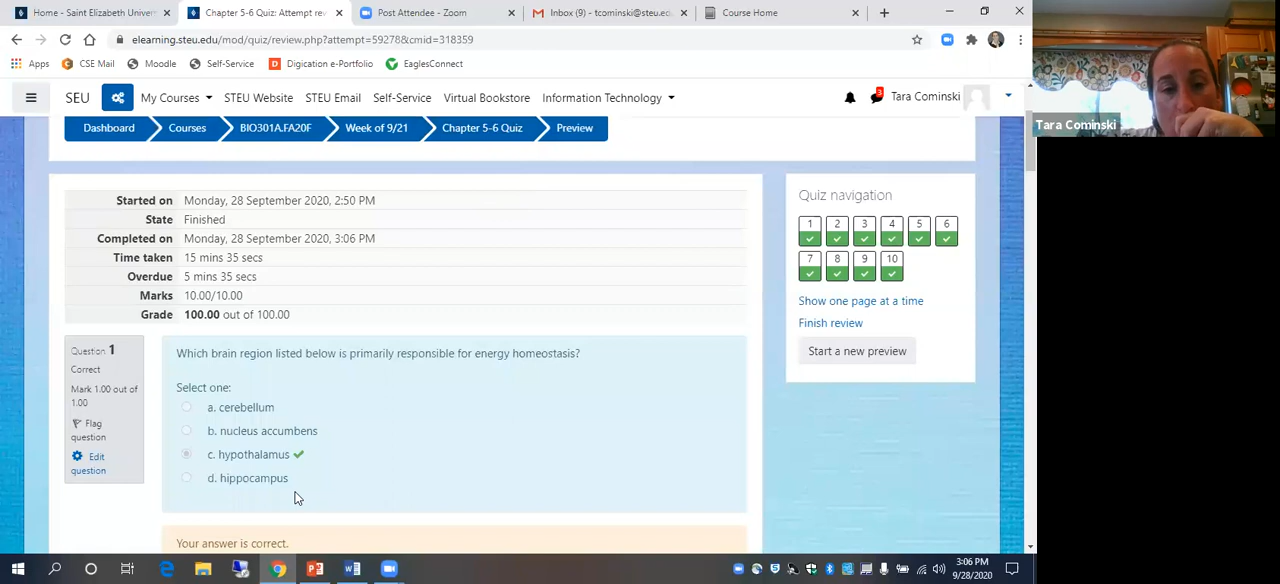 Home - Saint Elizabeth Univer
Chapter 5-6 Quiz: Attempt rev
Post Attendee - Zoom
Inbox (9) - tcominski@steu.ed
Course Home
elearning.steu.edu/mod/quiz/review.php?attempt=59278&cmid=318359
Apps
CSE Mail
Moodle
Self-Service
Digication e-Portfolio
EaglesConnect
SEU
My Courses
SEU Website
SEU Email
Self-Service
Virtual Bookstore
Information Technology
3
Tara Cominski
Tara Cominski
Dashboard
Courses
BIO301A.FA20F
Week of 9/21
Chapter 5-6 Quiz
Preview
Started on Monday, 28 September 2020, 2:50 PM
State Finished
Completed on Monday, 28 September 2020, 3:06 PM
Time taken 15 mins 35 secs
Overdue 5 mins 35 secs
Marks 10.00/10.00
Grade 100.00 out of 100.00
Quiz navigation
1 2 3 4 5 6
7 8 9 10
Show one page at a time
Finish review
Start a new preview
Question 1
Correct
Mark 1.00 out of
1.00
Flag
question
Edit
question
Which brain region listed below is primarily responsible for energy homeostasis?
Select one:
a. cerebellum
b. nucleus accumbens
c. hypothalamus
d. hippocampus
Your answer is correct.
3:06 PM
9/28/2020